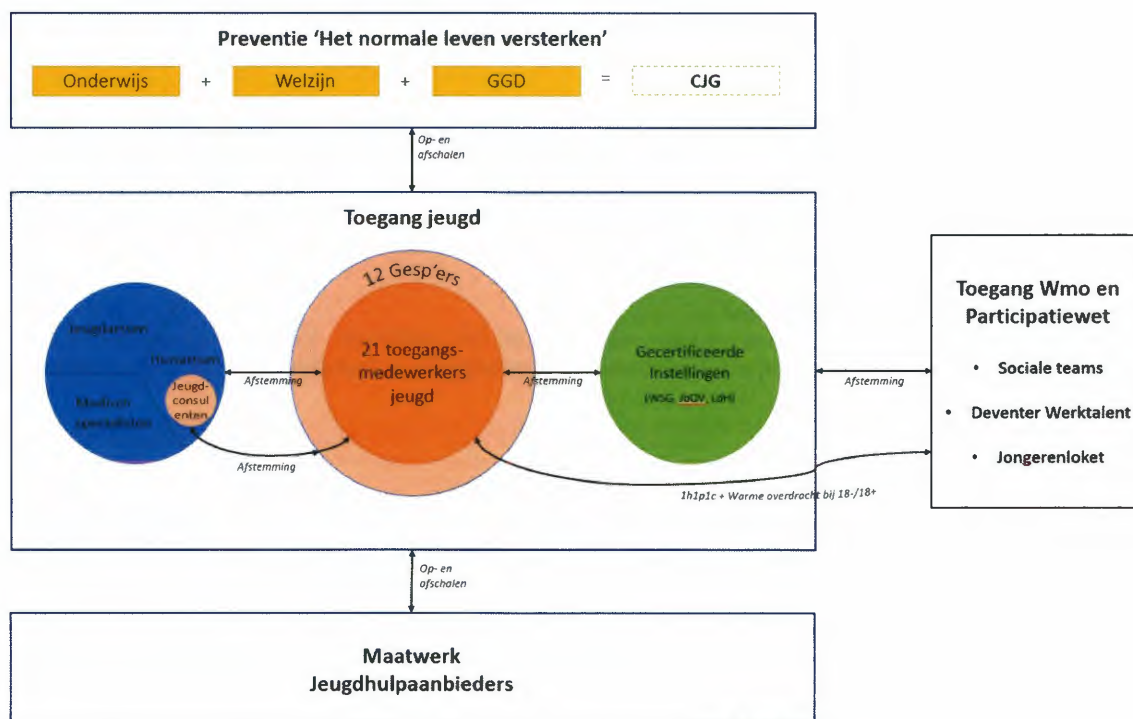 Preventie ‘Het normale leven versterken’
Onderwijs + Welzijn + GGD = CJG
Op- en
afschalen
Toegang jeugd
12 Gesp'ers
21 toegangs-
medewerkers
jeugd
Jeugd-
consul
enten
Gecertificeerde
Instellingen
Afstemming
Afstemming
Afstemming
Afstemming
1h1p1c + Warme overdracht bij 18-/18+
Toegang Wmo en
Participatiewet
• Sociale teams
• Deventer Werktalent
• Jongerenloket
Op- en
afschalen
Maatwerk
Jeugdhulpaanbieders